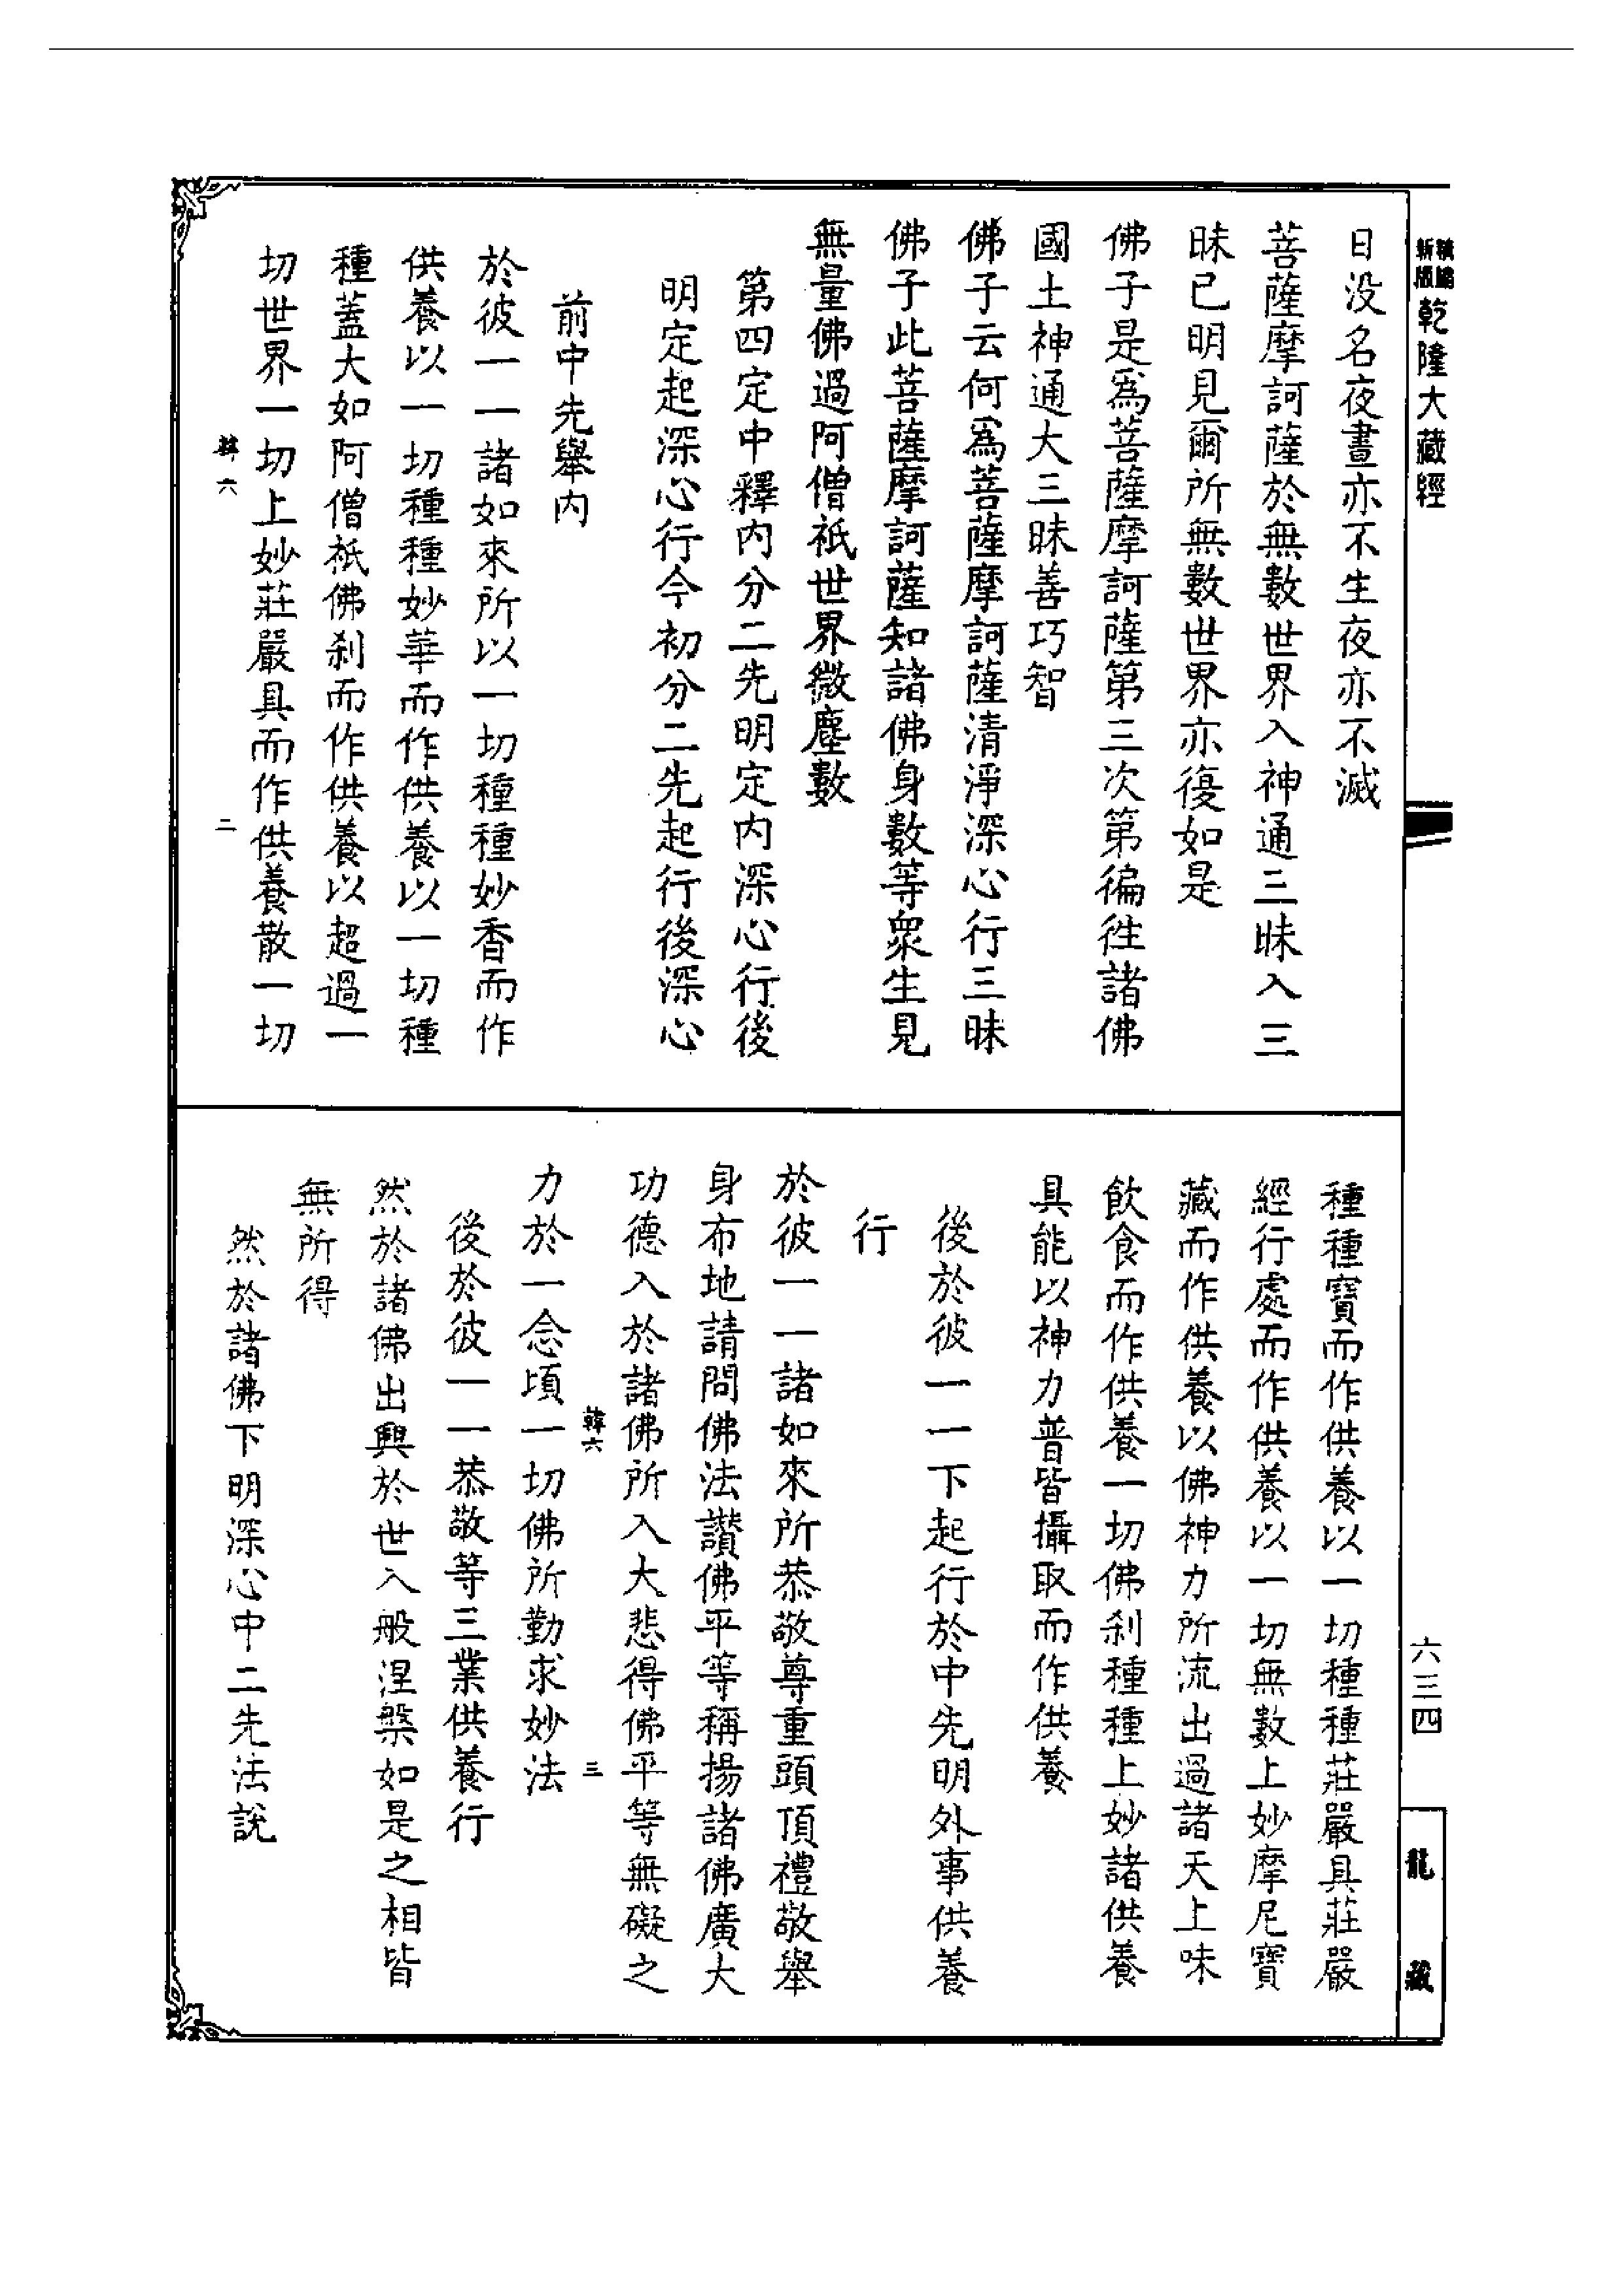 新版
精編
乾隆大藏經
六三四
龍藏
日没名夜晝亦不生夜亦不滅
菩薩摩訶薩於無數世界入神通三昧入三
昧已明見爾所無數世界亦復如是
佛子是爲菩薩摩訶薩第三次第徧徃諸佛
國土神通大三昧善巧智
佛子云何爲菩薩摩訶薩清淨深心行三昧
佛子此菩薩摩訶薩知諸佛身數等衆生見
無量佛過阿僧祇世界微塵數
第四定中釋内分二先明定内深心行後
明定起深心行今初分二先起行後深心
前中先舉内
於彼一一諸如來所以一切種種妙香而作
供養以一切種種妙華而作供養以一切種
種蓋大如阿僧祇佛刹而作供養以超過一
切世界一切上妙莊嚴具而作供養散一切
韓六
二
種種寶而作供養以一切種種莊嚴具莊嚴
經行處而作供養以一切無數上妙摩尼寶
藏而作供養以佛神力所流出過諸天上味
飲食而作供養一切佛刹種種上妙諸供養
具能以神力普皆攝取而作供養
後於彼一一下起行於中先明外事供養
行
於彼一一諸如來所恭敬尊重頭頂禮敬舉
身布地請問佛法讃佛平等稱揚諸佛廣大
功德入於諸佛所入大悲得佛平等無礙之
韓六
三
力於一念頃一切佛所勤求妙法
後於彼一一恭敬等三業供養行
然於諸佛出興於世入般涅槃如是之相皆
無所得
然於諸佛下明深心中二先法說